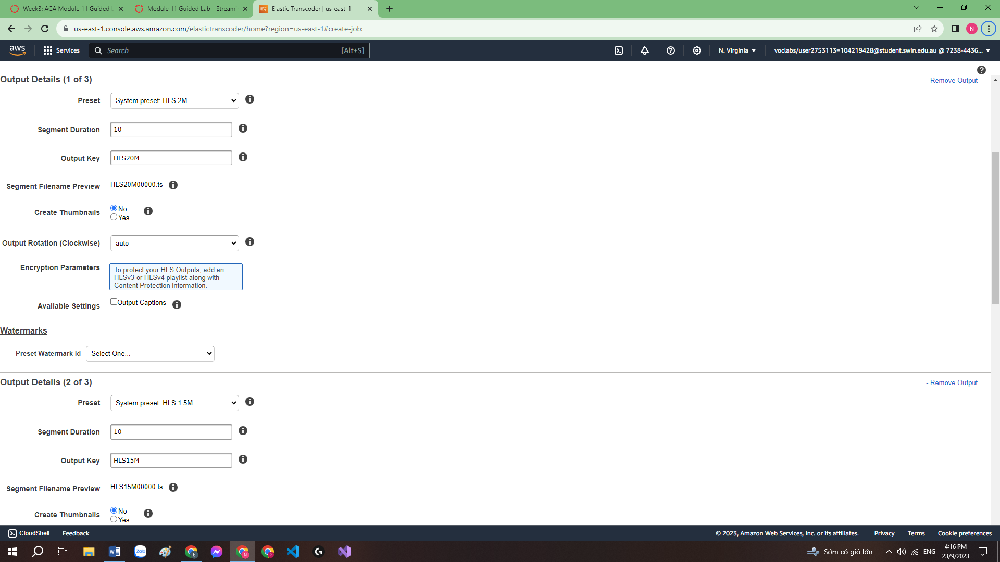 Week3: ACA Module 11 Guided L
Module 11 Guided Lab - Streamin
Elastic Transcoder | us-east-1
us-east-1.console.aws.amazon.com/elastictranscoder/home?region=us-east-1#create-job:
N
aws
Services
Search
[Alt+S]
N. Virginia
voclabs/user2753113=104219428@student.swin.edu.au @ 7238-4436...
Output Details (1 of 3)
- Remove Output
Preset
System preset: HLS 2M
Segment Duration
10
Output Key
HLS20M
Segment Filename Preview
HLS20M00000.ts
Create Thumbnails
No
Yes
Output Rotation (Clockwise)
auto
Encryption Parameters
To protect your HLS Outputs, add an
HLSv3 or HLSv4 playlist along with
Content Protection information.
Available Settings
Output Captions
Watermarks
Preset Watermark Id
Select One...
Output Details (2 of 3)
- Remove Output
Preset
System preset: HLS 1.5M
Segment Duration
10
Output Key
HLS15M
Segment Filename Preview
HLS15M00000.ts
Create Thumbnails
No
Yes
CloudShell
Feedback
© 2023, Amazon Web Services, Inc. or its affiliates.
Privacy
Terms
Cookie preferences
Zalo
Sớm có gió lớn
ENG
4:16 PM
23/9/2023